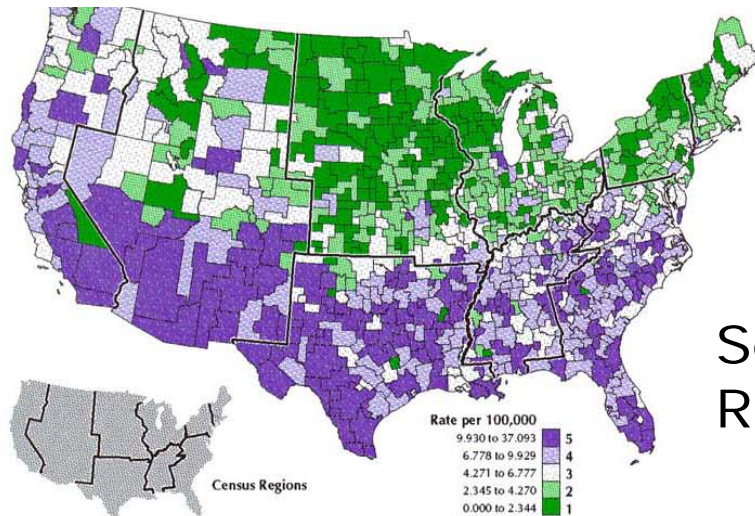 Rate per 100,000
9.930 to 37.093 5
6.778 to 9.929 4
4.271 to 6.777 3
2.345 to 4.270 2
0.000 to 2.344 1
Census Regions